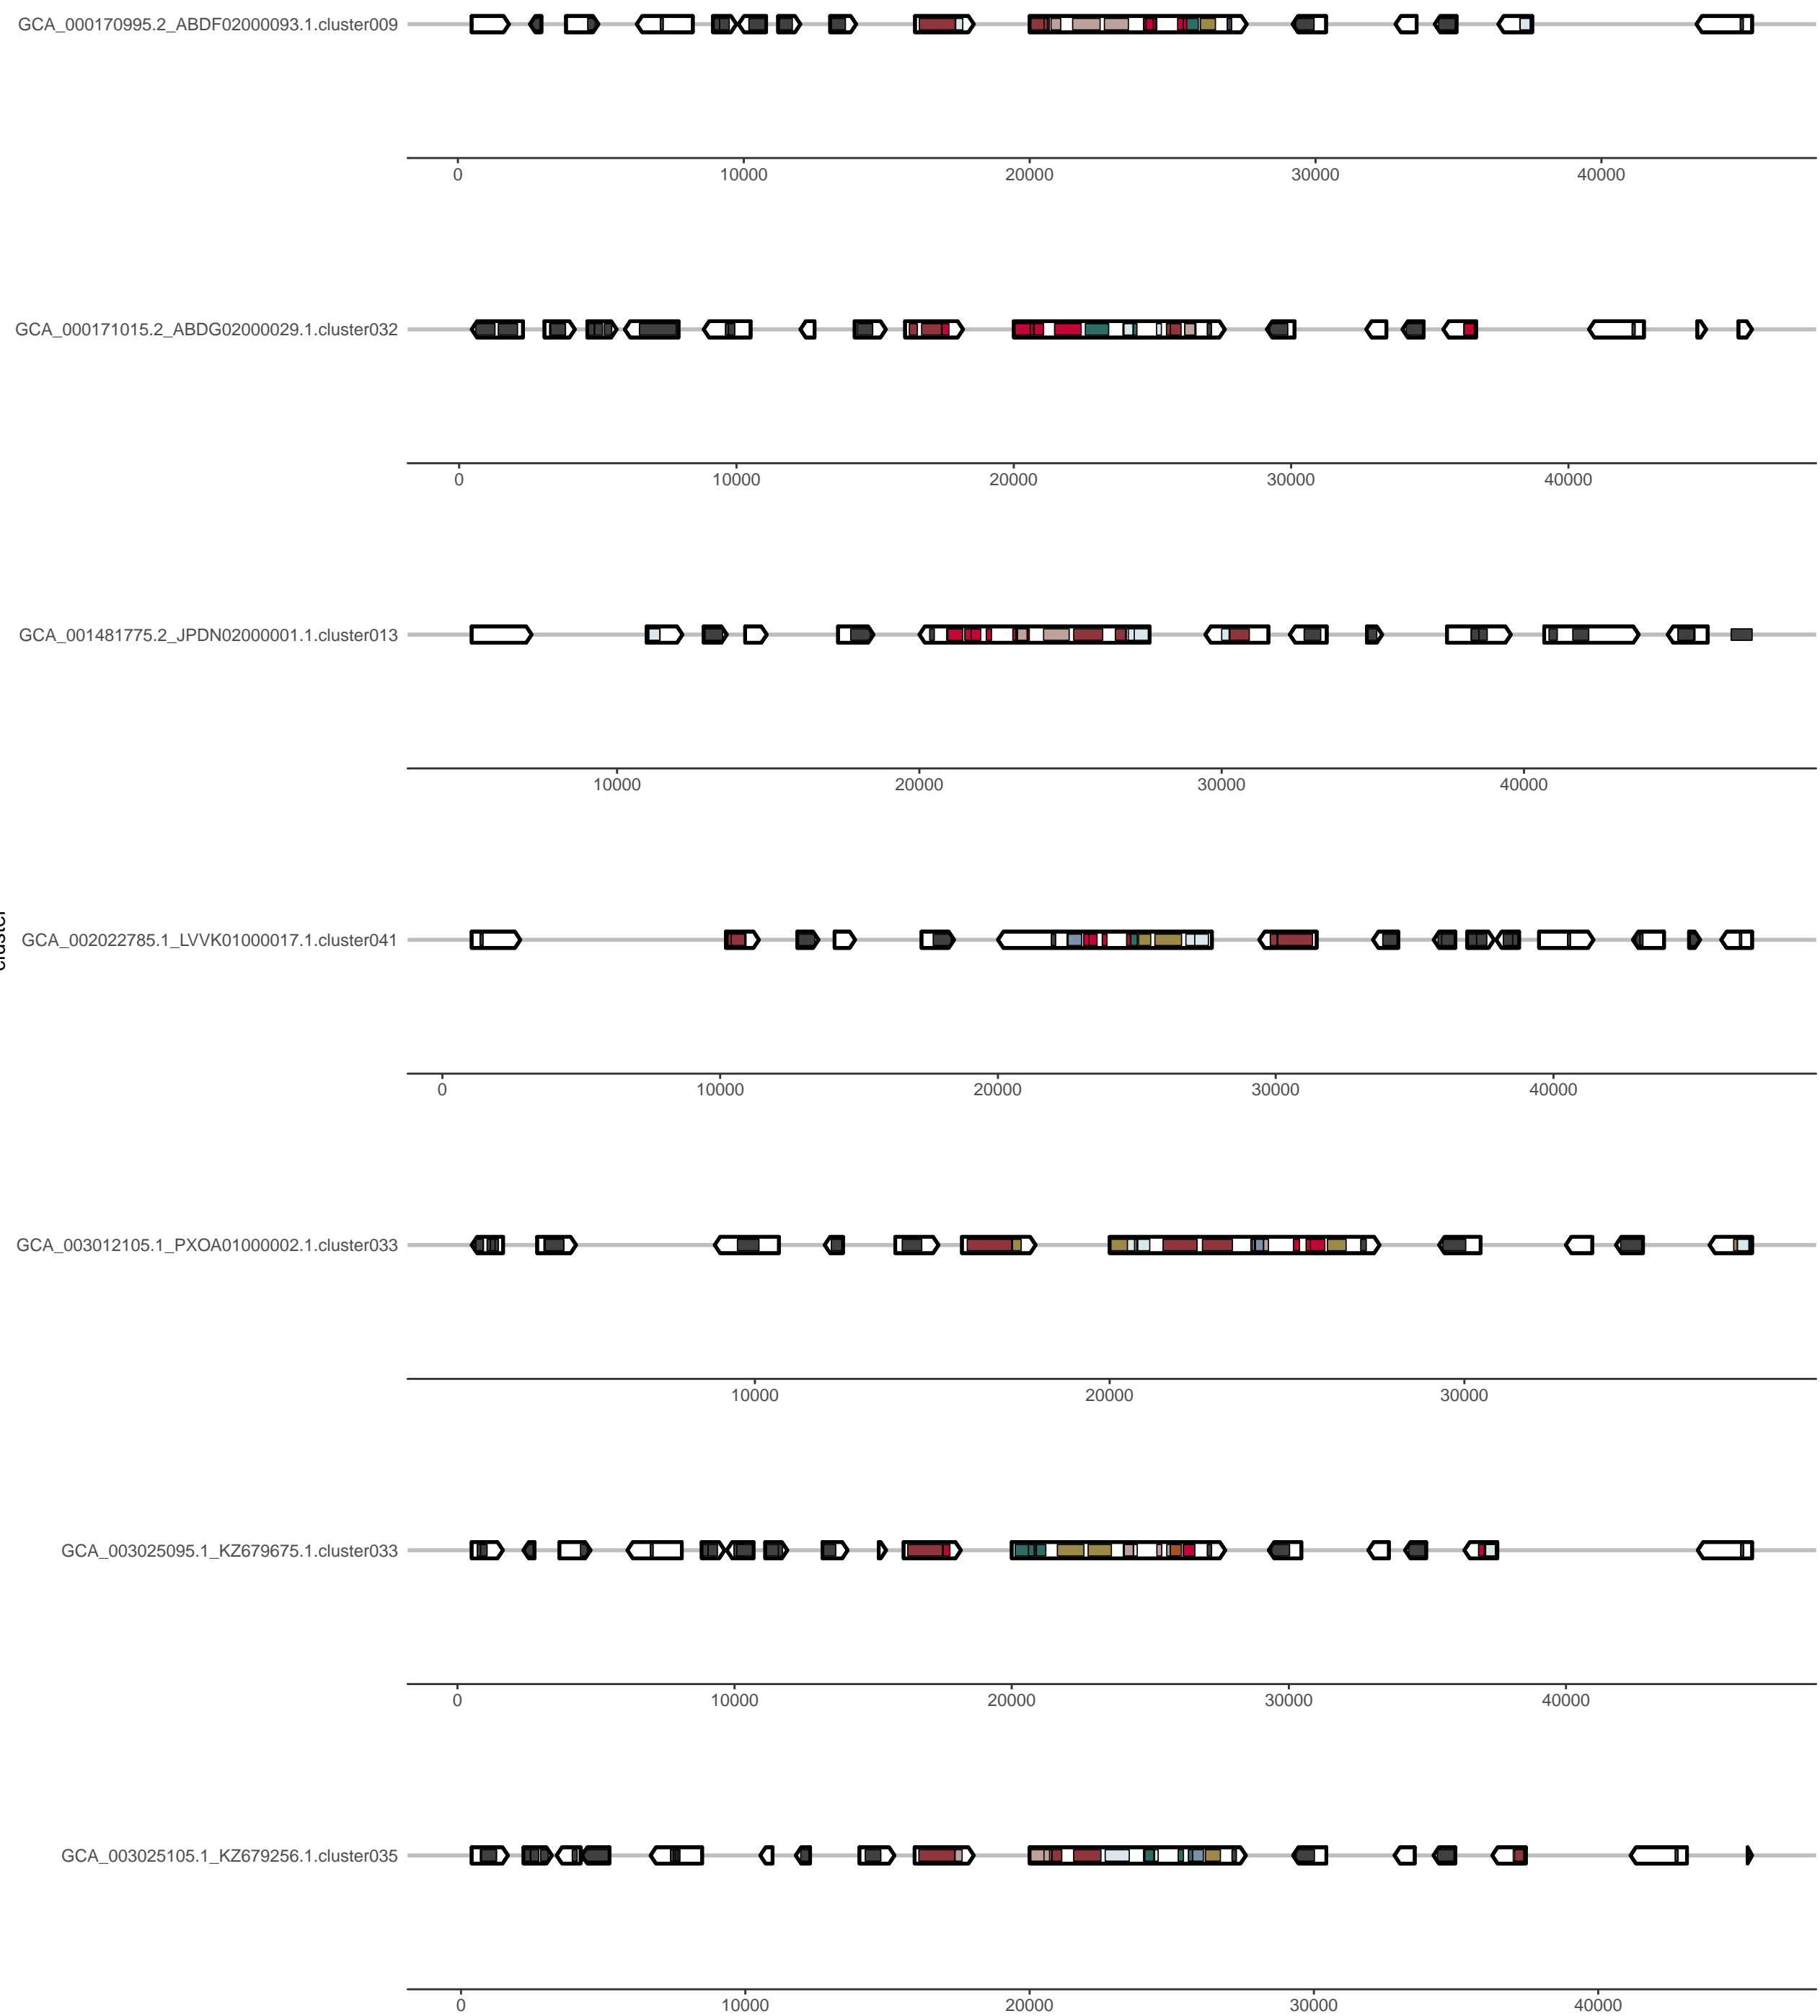 GCA_000170995.2_ABDF02000093.1.cluster009
0 10000 20000 30000 40000
GCA_000171015.2_ABDG02000029.1.cluster032
0 10000 20000 30000 40000
GCA_001481775.2_JPDN02000001.1.cluster013
10000 20000 30000 40000
cluster
GCA_002022785.1_LVVK01000017.1.cluster041
0 10000 20000 30000 40000
GCA_003012105.1_PXOA01000002.1.cluster033
10000 20000 30000
GCA_003025095.1_KZ679675.1.cluster033
0 10000 20000 30000 40000
GCA_003025105.1_KZ679256.1.cluster035
0 10000 20000 30000 40000